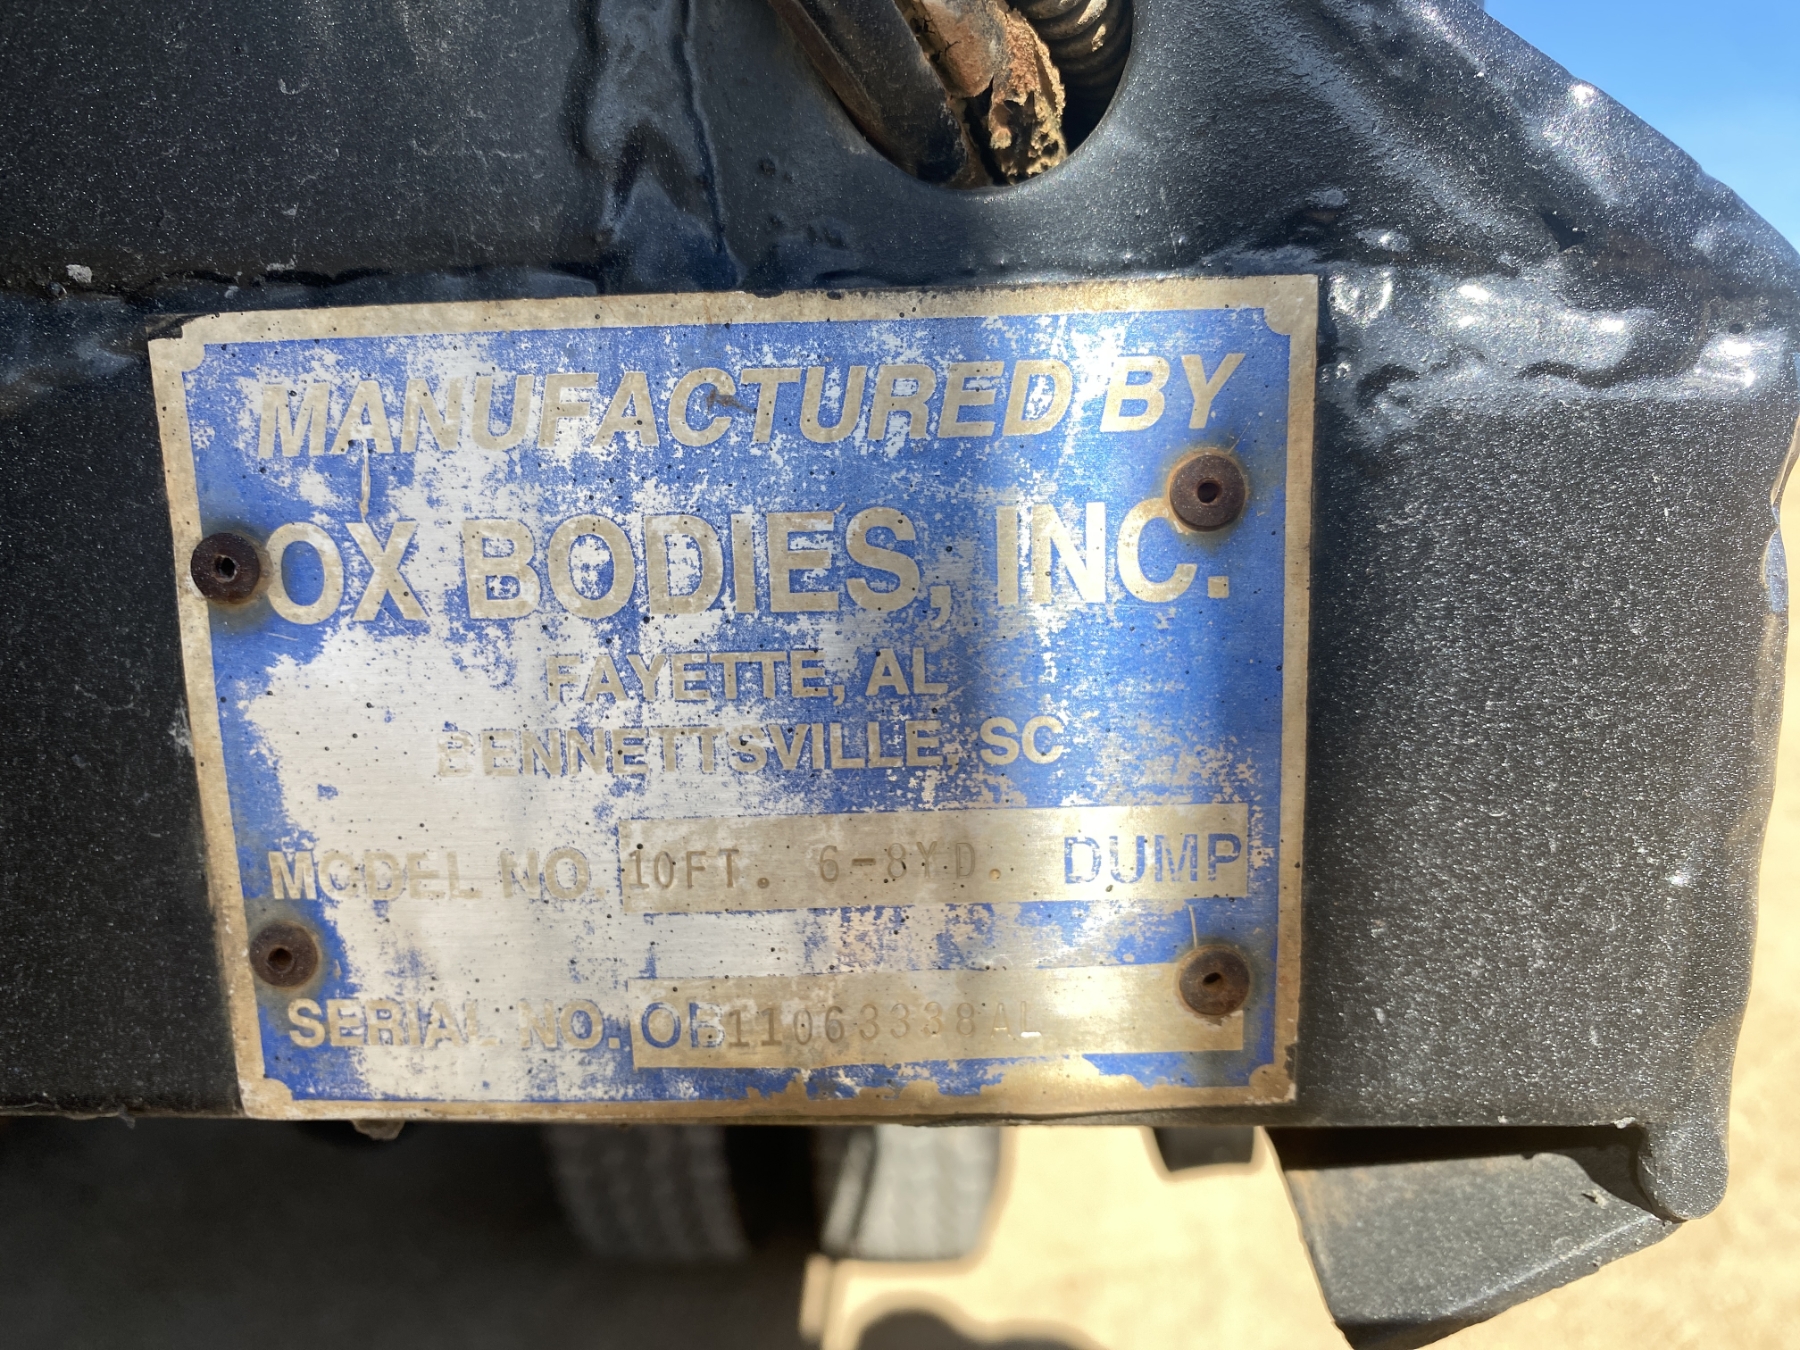 MANUFACTURED BY
OX BODIES, INC.
FAYETTE, AL
BENNETTSVILLE, SC
MODEL NO. 10FT. 6-8YD. DUMP
SERIAL NO. OB11063338AL